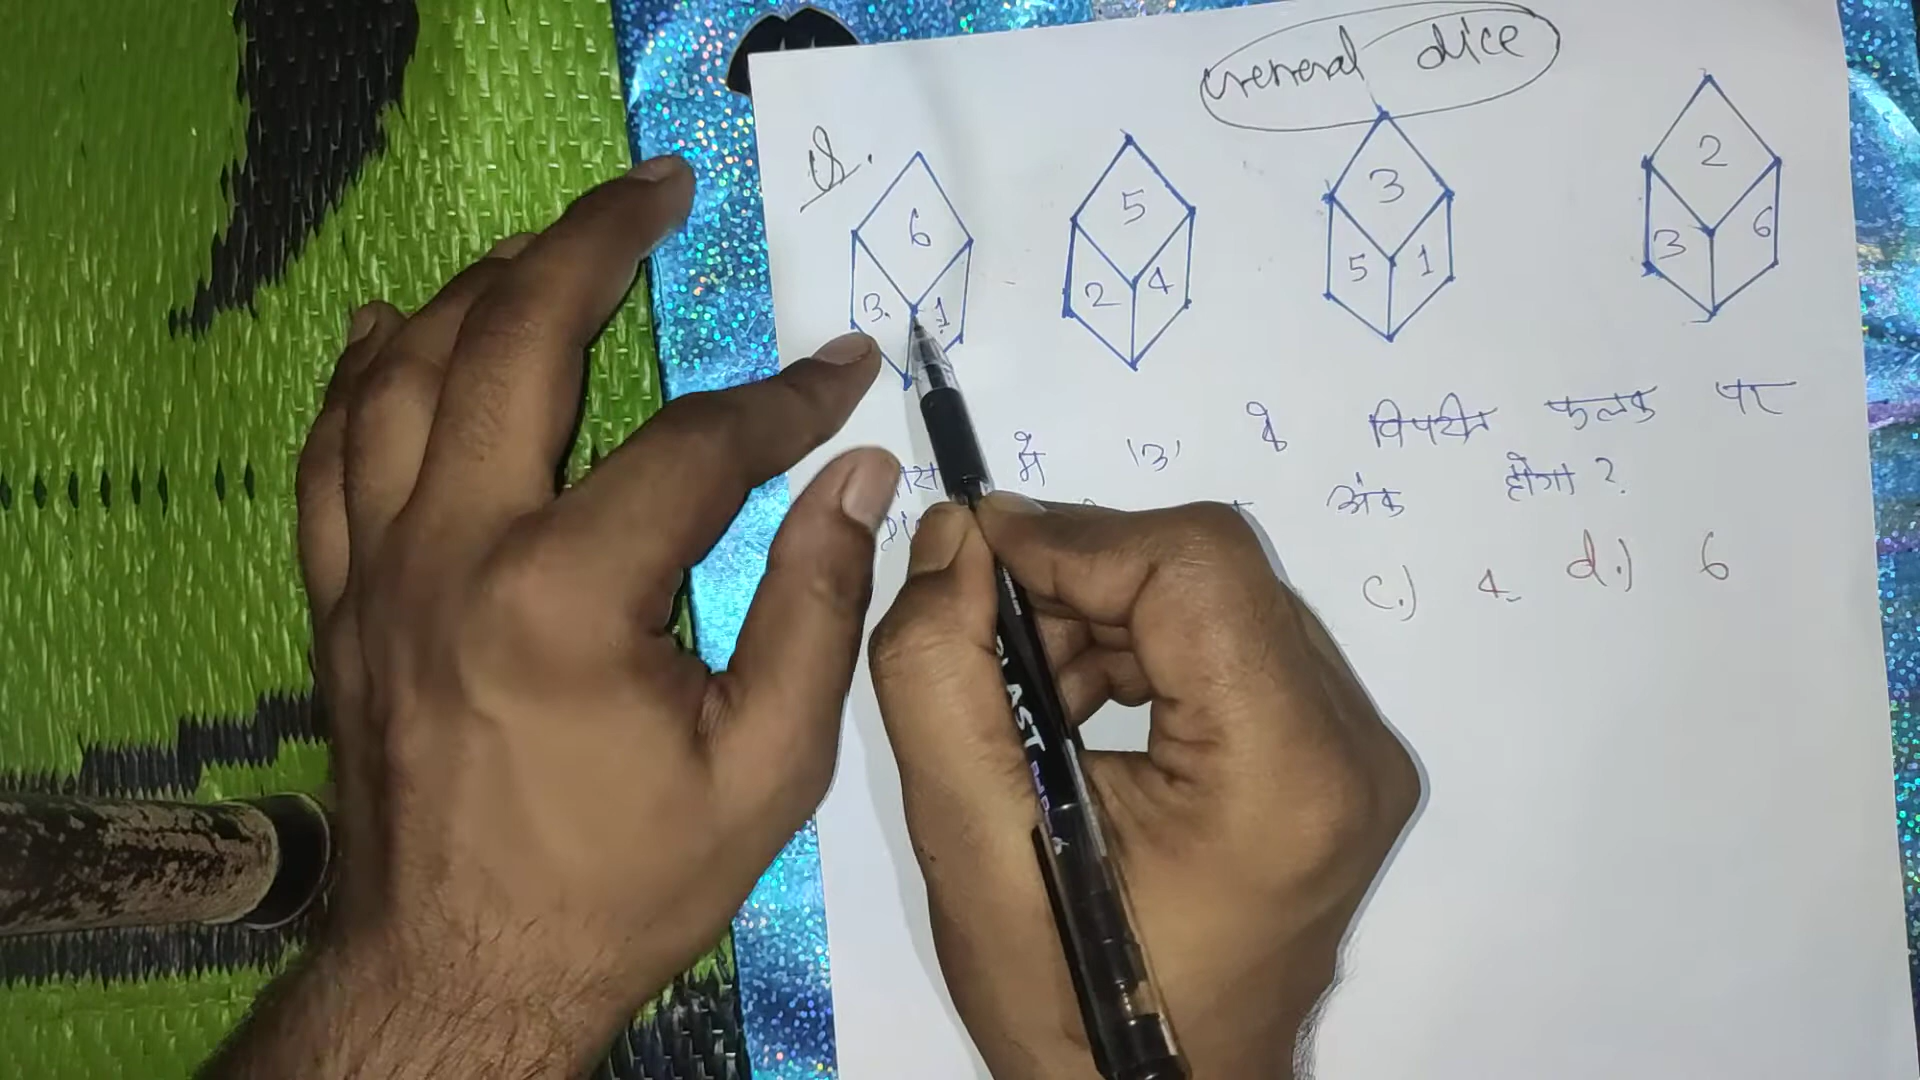 General dice
Q.
6 3. 1
5 2 4
3 5 1
2 3 6
में '3' के विपरीत फलक पर
अंक होगा ?
c.) 4 d.) 6